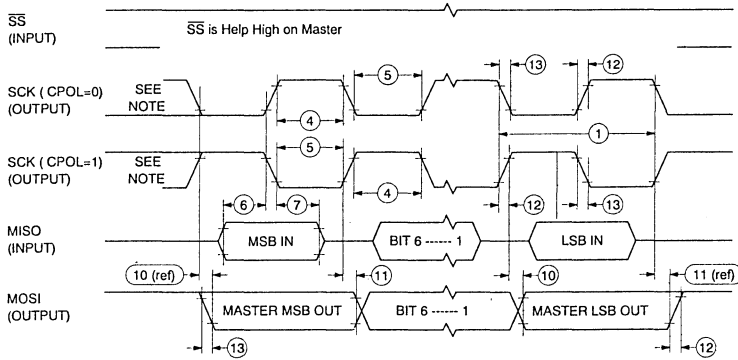 SS
(INPUT)
SS is Help High on Master
SCK ( CPOL=0)
(OUTPUT)
SEE
NOTE
5
13
12
4
1
SCK ( CPOL=1)
(OUTPUT)
SEE
NOTE
5
4
12
13
6
7
MISO
(INPUT)
MSB IN
BIT 6 ------ 1
LSB IN
10 (ref)
11
10
11 (ref)
MOSI
(OUTPUT)
MASTER MSB OUT
BIT 6 ------ 1
MASTER LSB OUT
13
12